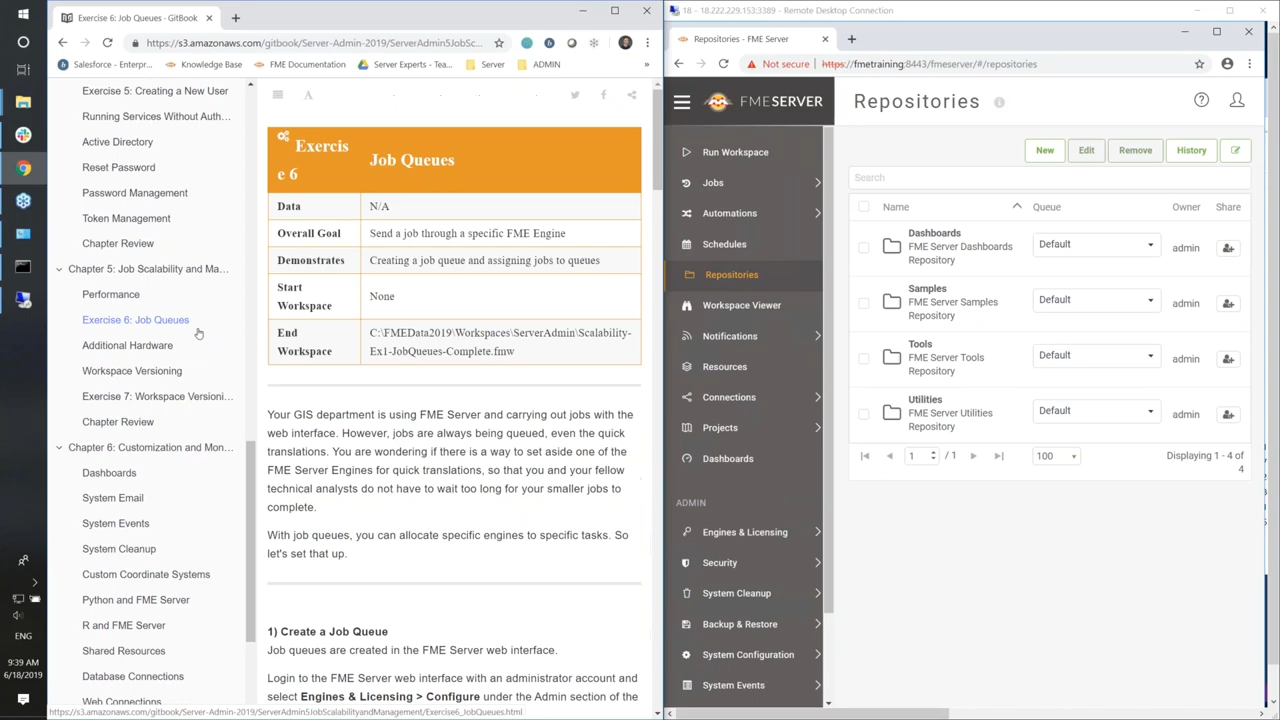 Exercise 6: Job Queues - GitBook
https://s3.amazonaws.com/gitbook/Server-Admin-2019/ServerAdmin5JobSc...
Salesforce - Enterpr...
Knowledge Base
FME Documentation
Server Experts - Tea...
Server
ADMIN
»
Exercise 5: Creating a New User
Running Services Without Auth...
Active Directory
Reset Password
Password Management
Token Management
Chapter Review
Chapter 5: Job Scalability and Ma...
Performance
Exercise 6: Job Queues
Additional Hardware
Workspace Versioning
Exercise 7: Workspace Versioni...
Chapter Review
Chapter 6: Customization and Mon...
Dashboards
System Email
System Events
System Cleanup
Custom Coordinate Systems
Python and FME Server
R and FME Server
Shared Resources
Database Connections
Web Connections
https://s3.amazonaws.com/gitbook/Server-Admin-2019/ServerAdmin5JobScalabilityandManagement/Exercise6_JobQueues.html
ENG
9:39 AM
6/18/2019
Exercis
e 6
Job Queues
Data
N/A
Overall Goal
Send a job through a specific FME Engine
Demonstrates
Creating a job queue and assigning jobs to queues
Start
Workspace
None
End
Workspace
C:\FMEData2019\Workspaces\ServerAdmin\Scalability-
Ex1-JobQueues-Complete.fmw
Your GIS department is using FME Server and carrying out jobs with the
web interface. However, jobs are always being queued, even the quick
translations. You are wondering if there is a way to set aside one of the
FME Server Engines for quick translations, so that you and your fellow
technical analysts do not have to wait too long for your smaller jobs to
complete.
With job queues, you can allocate specific engines to specific tasks. So
let's set that up.
1) Create a Job Queue
Job queues are created in the FME Server web interface.
Login to the FME Server web interface with an administrator account and
select Engines & Licensing > Configure under the Admin section of the
18 - 18.222.229.153:3389 - Remote Desktop Connection
Repositories - FME Server
Not secure
https://fmetraining:8443/fmeserver/#/repositories
FMESERVER
Run Workspace
Jobs
Automations
Schedules
Repositories
Workspace Viewer
Notifications
Resources
Connections
Projects
Dashboards
ADMIN
Engines & Licensing
Security
System Cleanup
Backup & Restore
System Configuration
System Events
Repositories
New
Edit
Remove
History
Search
Name
Queue
Owner
Share
Dashboards
FME Server Dashboards
Repository
Default
admin
Samples
FME Server Samples
Repository
Default
admin
Tools
FME Server Tools
Repository
Default
admin
Utilities
FME Server Utilities
Repository
Default
admin
1
/ 1
100
Displaying 1 - 4 of
4